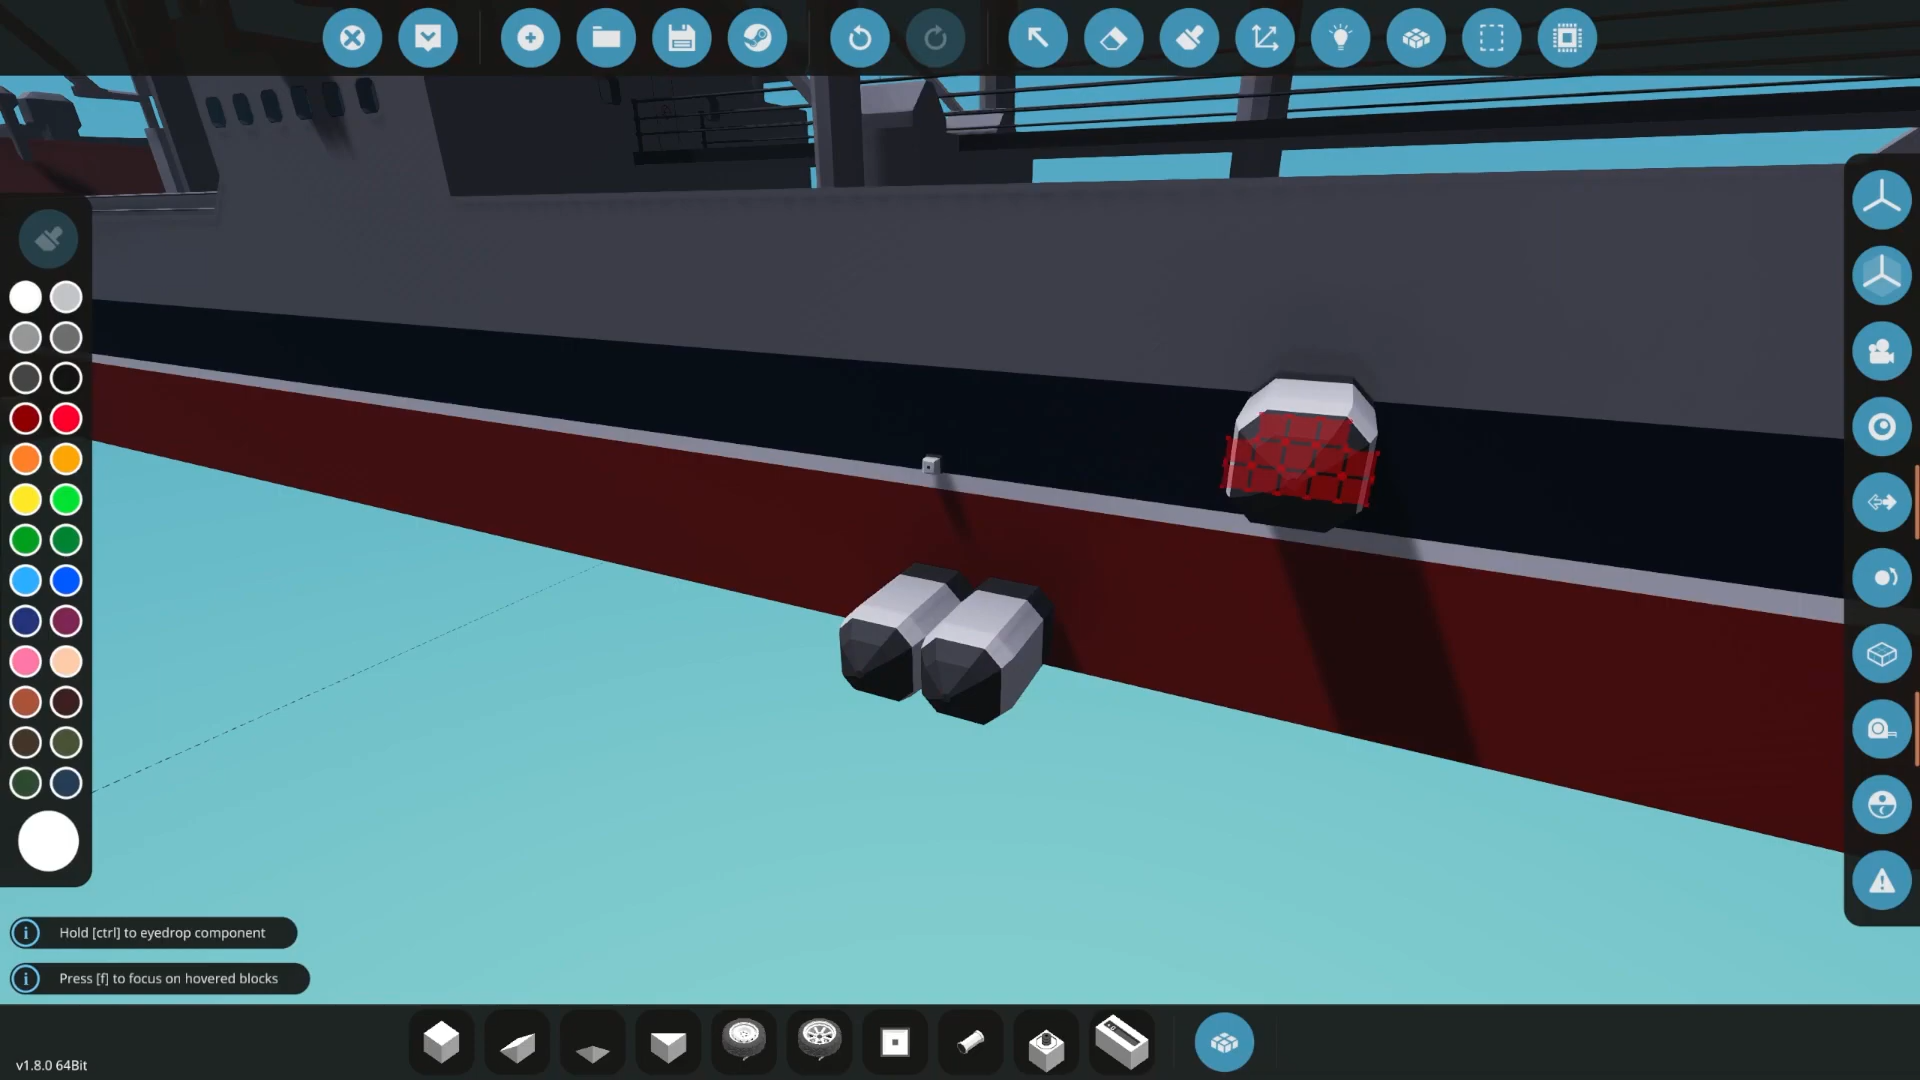 Hold [ctrl] to eyedrop component
Press [f] to focus on hovered blocks
v1.8.0 64Bit